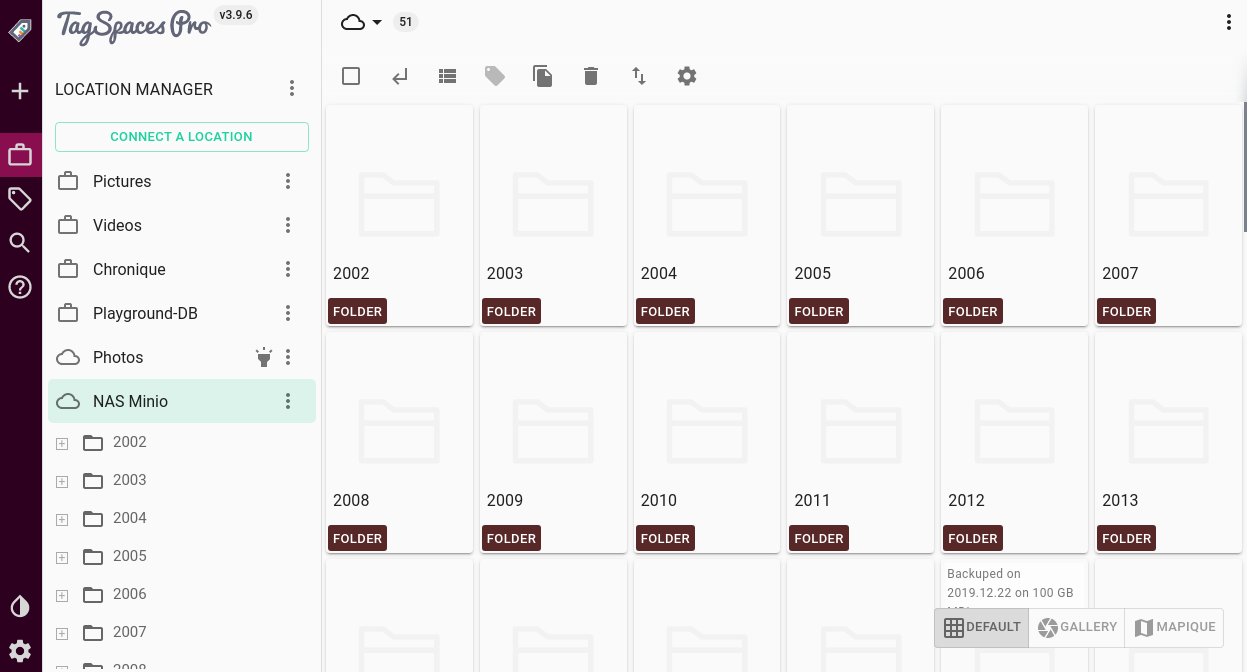 TagSpaces Pro
v3.9.6
51
LOCATION MANAGER
CONNECT A LOCATION
Pictures
Videos
Chronique
Playground-DB
Photos
NAS Minio
2002
2003
2004
2005
2006
2007
2008
2002
2003
2004
2005
2006
2007
FOLDER
FOLDER
FOLDER
FOLDER
FOLDER
FOLDER
2008
2009
2010
2011
2012
2013
FOLDER
FOLDER
FOLDER
FOLDER
FOLDER
FOLDER
Backuped on
2019.12.22 on 100 GB
DEFAULT
GALLERY
MAPIQUE